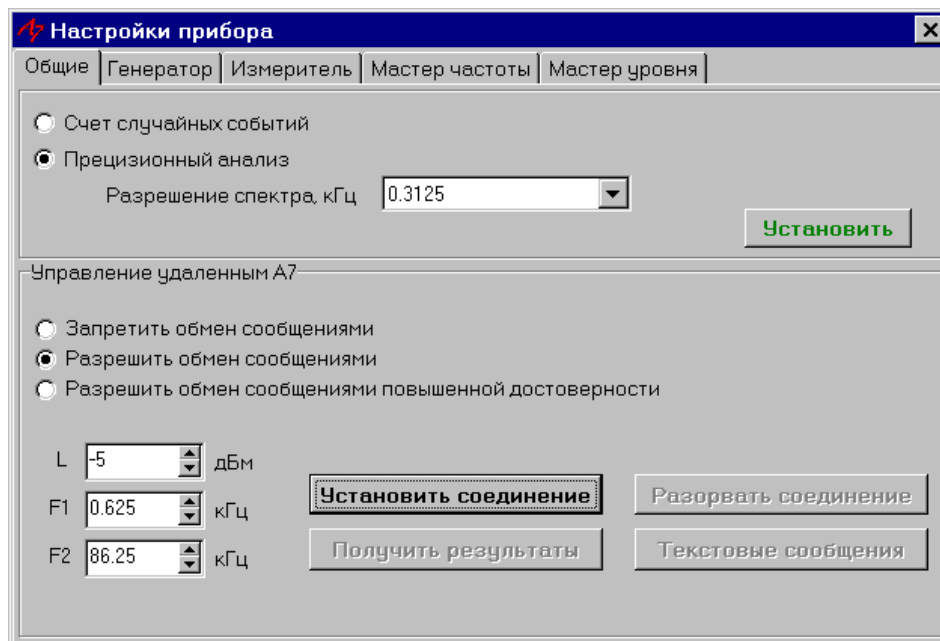 Настройки прибора
Общие Генератор Измеритель Мастер частоты Мастер уровня
Счет случайных событий
Прецизионный анализ
Разрешение спектра, кГц 0.3125
Установить
Управление удаленным А7
Запретить обмен сообщениями
Разрешить обмен сообщениями
Разрешить обмен сообщениями повышенной достоверности
L -5 дБм
Установить соединение Разорвать соединение
F1 0.625 кГц
Получить результаты Текстовые сообщения
F2 86.25 кГц